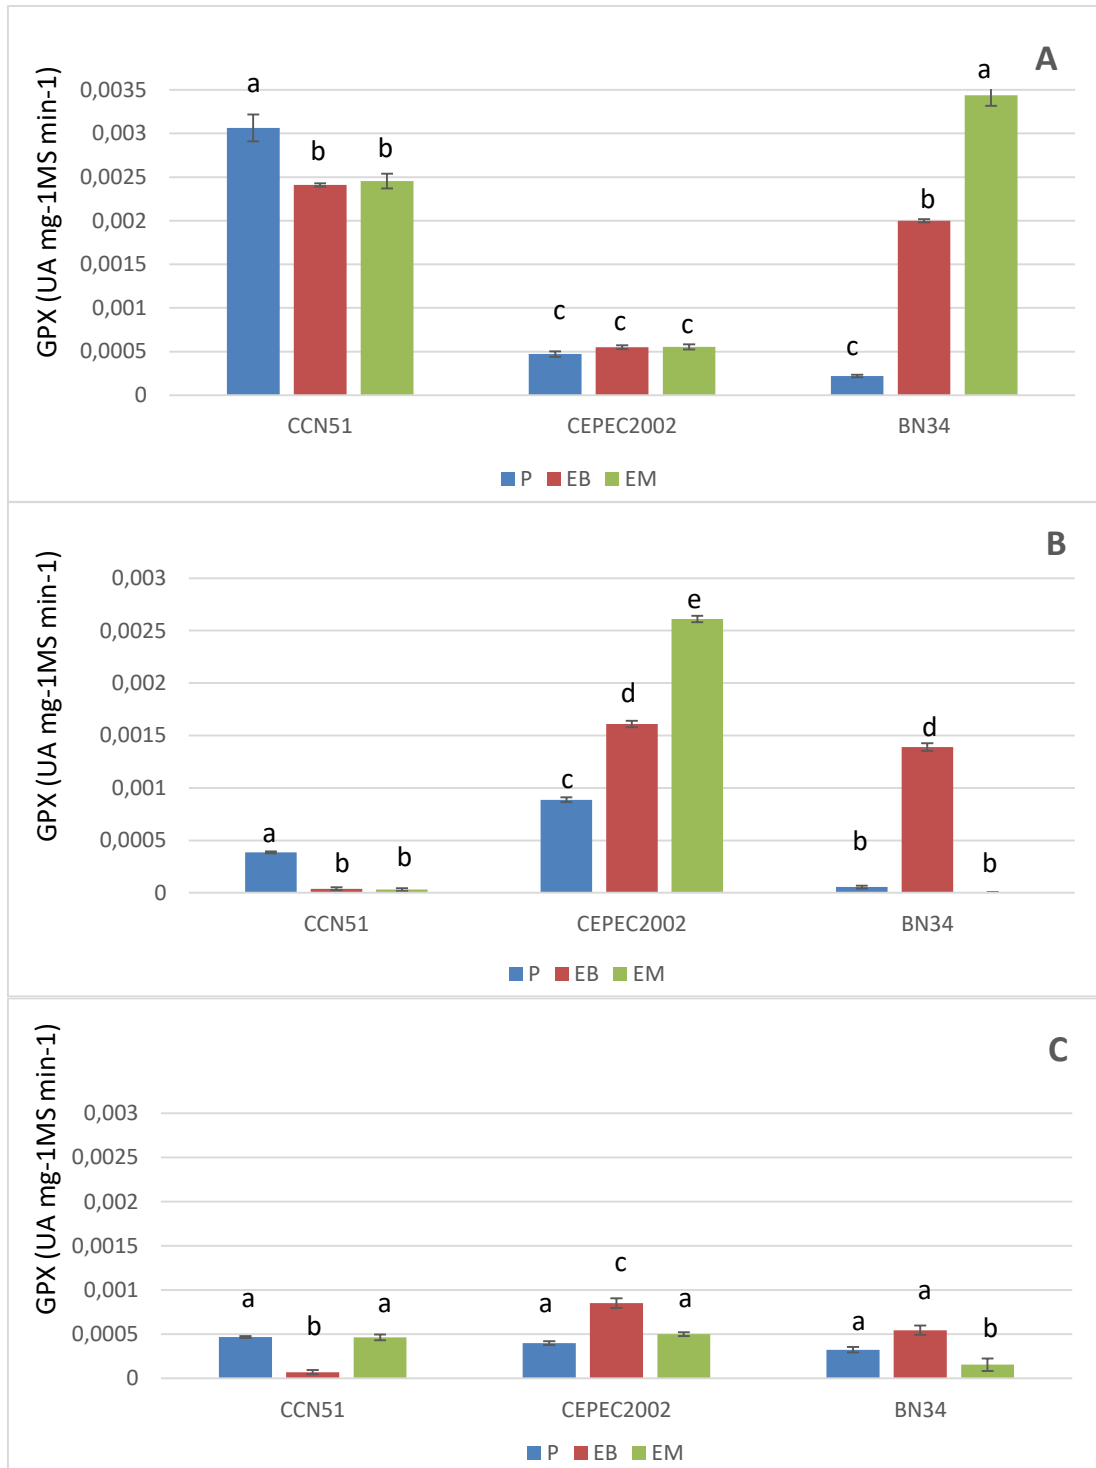 A
GPX (UA mg-1MS min-1)
0,0035
0,003
0,0025
0,002
0,0015
0,001
0,0005
0
a
b
b
c
c
c
c
b
a
CCN51 CEPEC2002 BN34
P EB EM
B
GPX (UA mg-1MS min-1)
0,003
0,0025
0,002
0,0015
0,001
0,0005
0
a
b
b
c
d
e
b
d
b
CCN51 CEPEC2002 BN34
P EB EM
C
GPX (UA mg-1MS min-1)
0,003
0,0025
0,002
0,0015
0,001
0,0005
0
a
b
a
a
c
a
a
a
b
CCN51 CEPEC2002 BN34
P EB EM